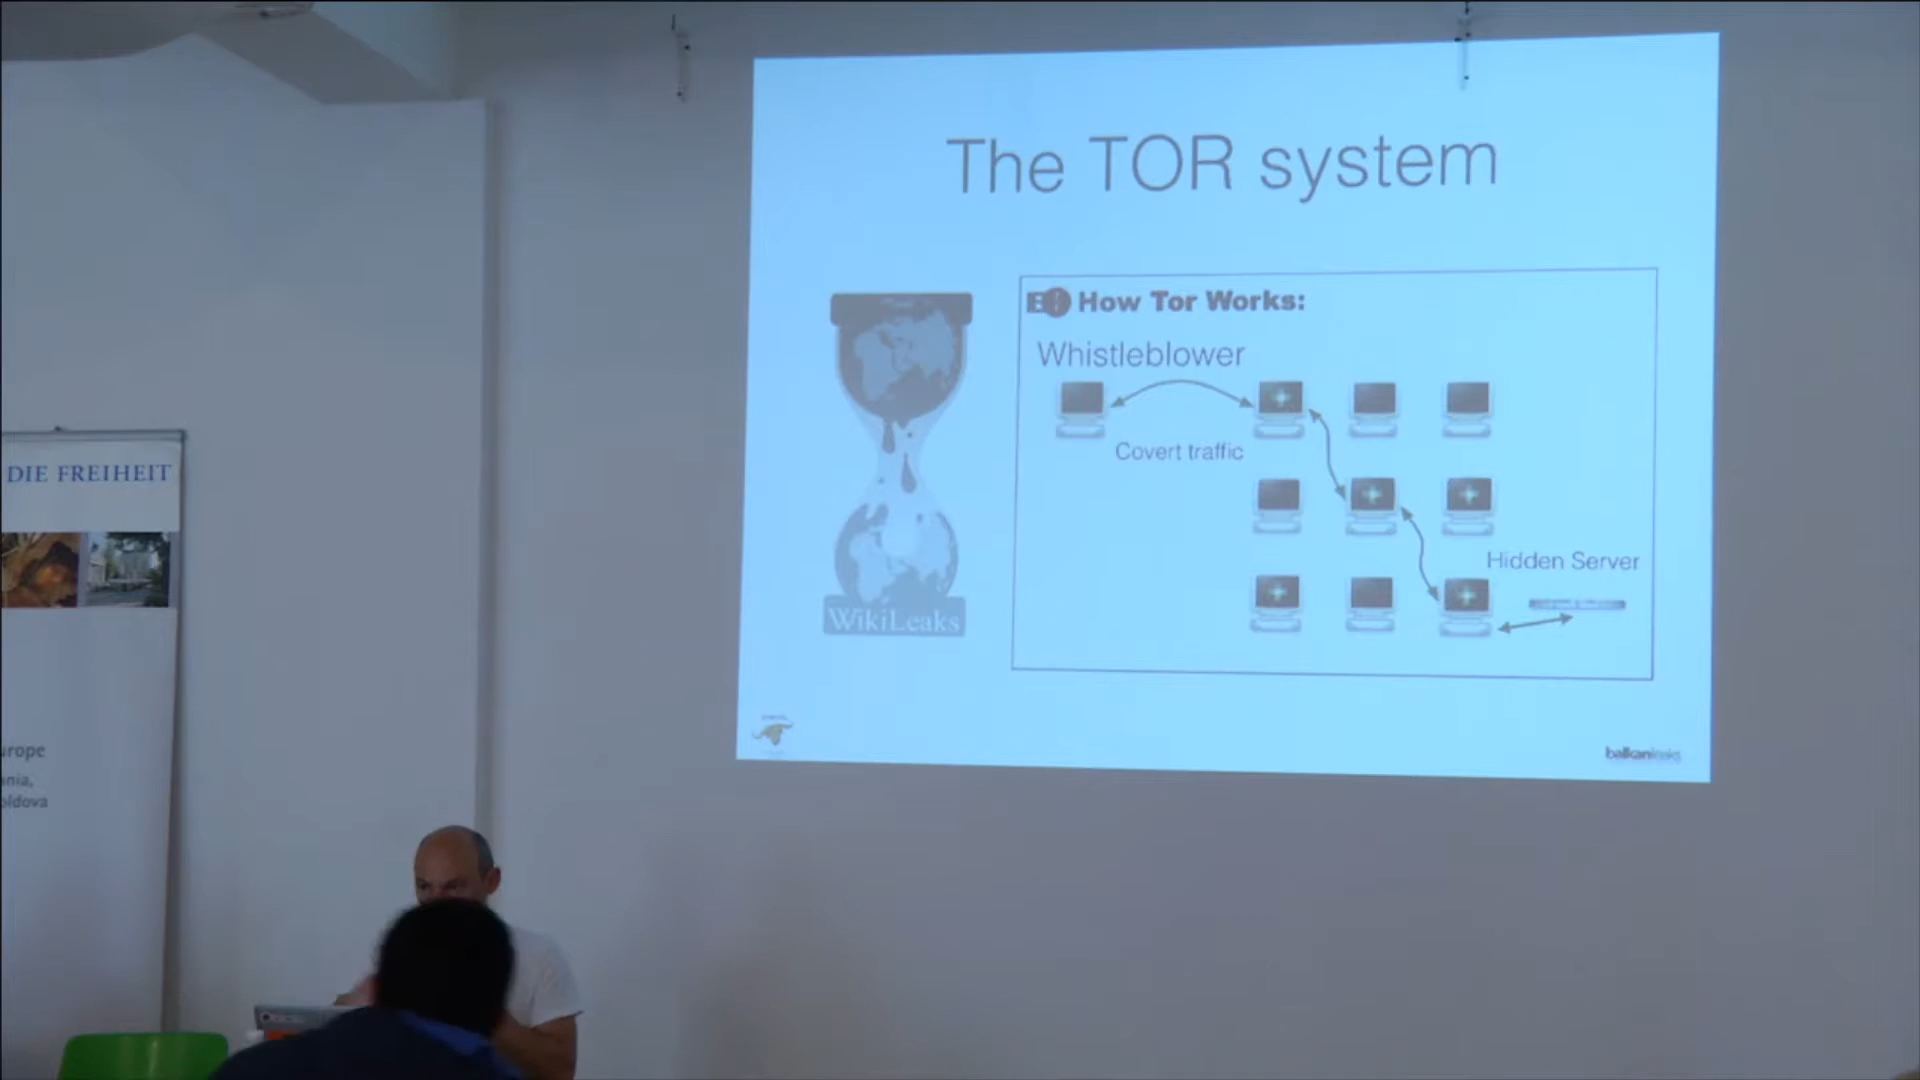 The TOR system
How Tor Works:
Whistleblower
Covert traffic
Hidden Server
WikiLeaks
balkanleaks
DIE FREIHEIT
urope
ania,
oldova